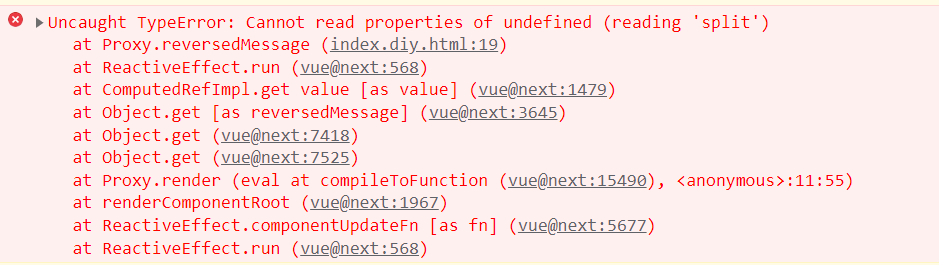 Uncaught TypeError: Cannot read properties of undefined (reading 'split')
at Proxy.reversedMessage (index.diy.html:19)
at ReactiveEffect.run (vue@next:568)
at ComputedRefImpl.get value [as value] (vue@next:1479)
at Object.get [as reversedMessage] (vue@next:3645)
at Object.get (vue@next:7418)
at Object.get (vue@next:7525)
at Proxy.render (eval at compileToFunction (vue@next:15490), <anonymous>:11:55)
at renderComponentRoot (vue@next:1967)
at ReactiveEffect.componentUpdateFn [as fn] (vue@next:5677)
at ReactiveEffect.run (vue@next:568)